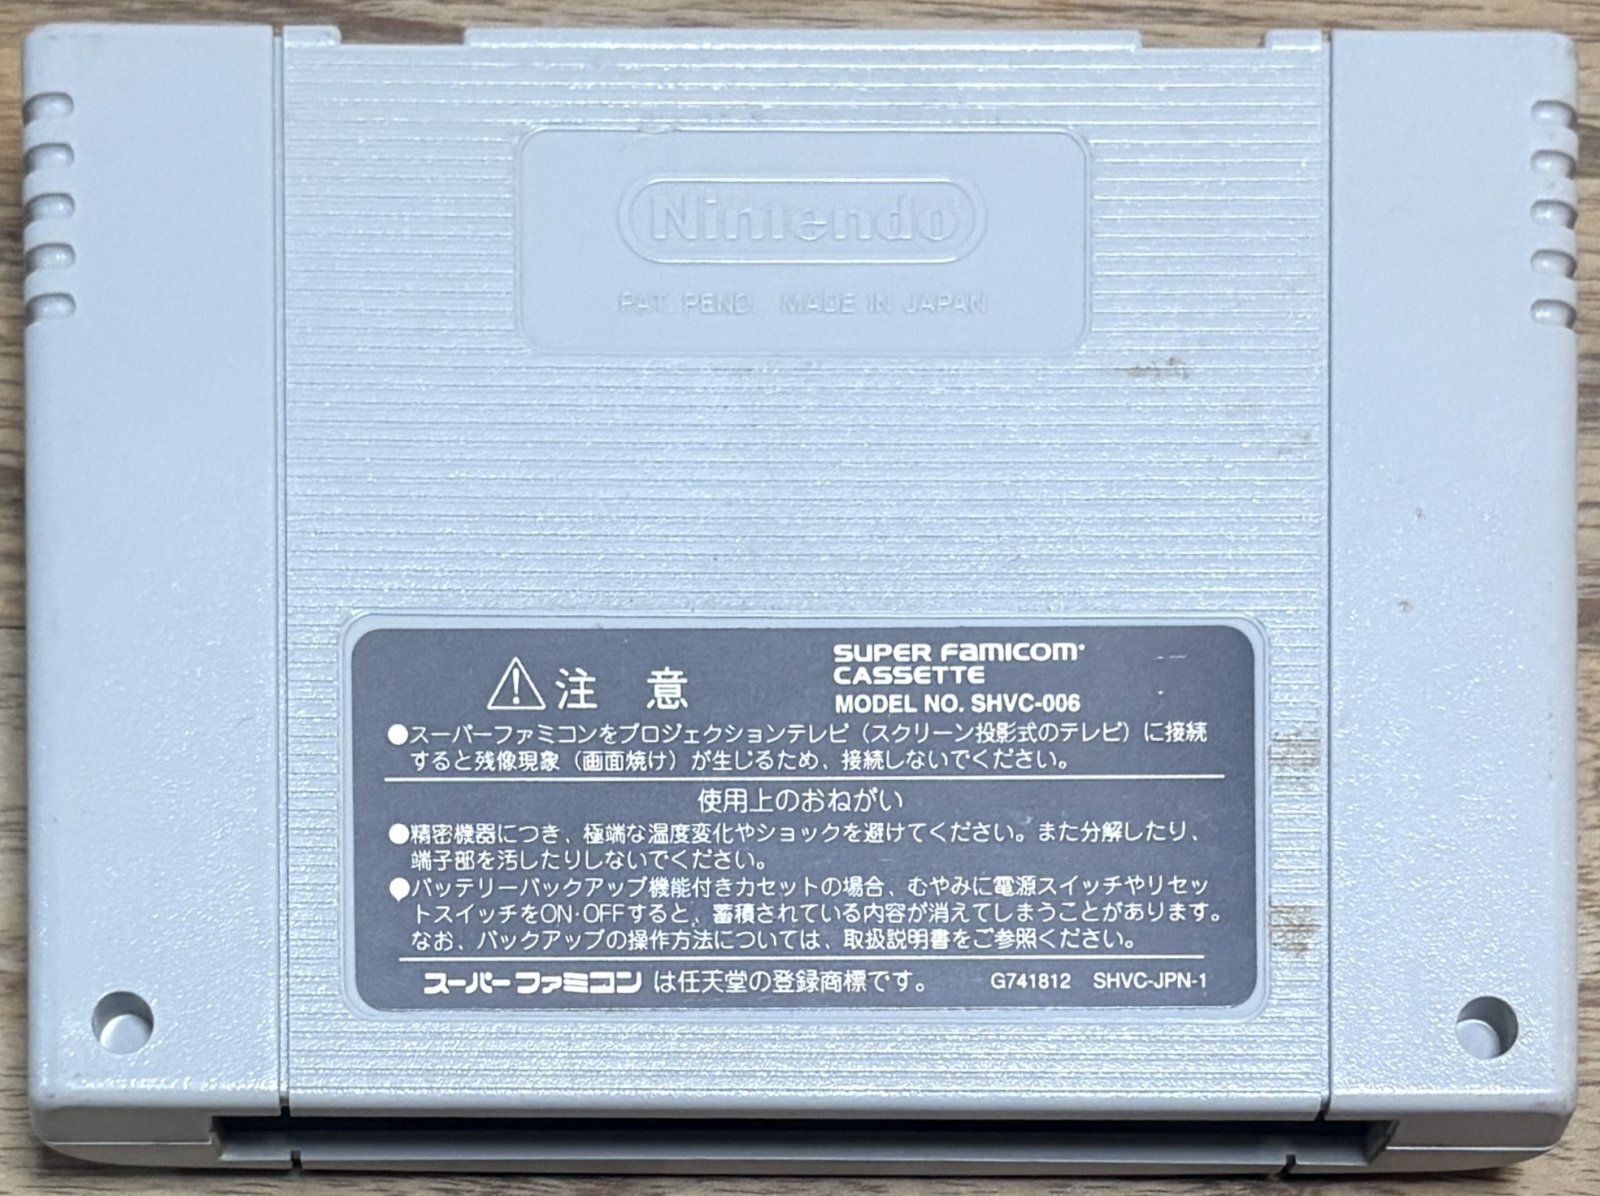 Nintendo
PAT. PEND. MADE IN JAPAN
⚠注 意
SUPER FAMICOM
CASSETTE
MODEL NO. SHVC-006
●スーパーファミコンをプロジェクションテレビ（スクリーン投影式のテレビ）に接続
すると残像現象（画面焼け）が生じるため、接続しないでください。
使用上のおねがい
●精密機器につき、極端な温度変化やショックを避けてください。また分解したり、
端子部を汚したりしないでください。
●バッテリーバックアップ機能付きカセットの場合、むやみに電源スイッチやリセッ
トスイッチをON·OFFすると、蓄積されている内容が消えてしまうことがあります。
なお、バックアップの操作方法については、取扱説明書をご参照ください。
スーパーファミコン は任天堂の登録商標です。 G741812 SHVC-JPN-1